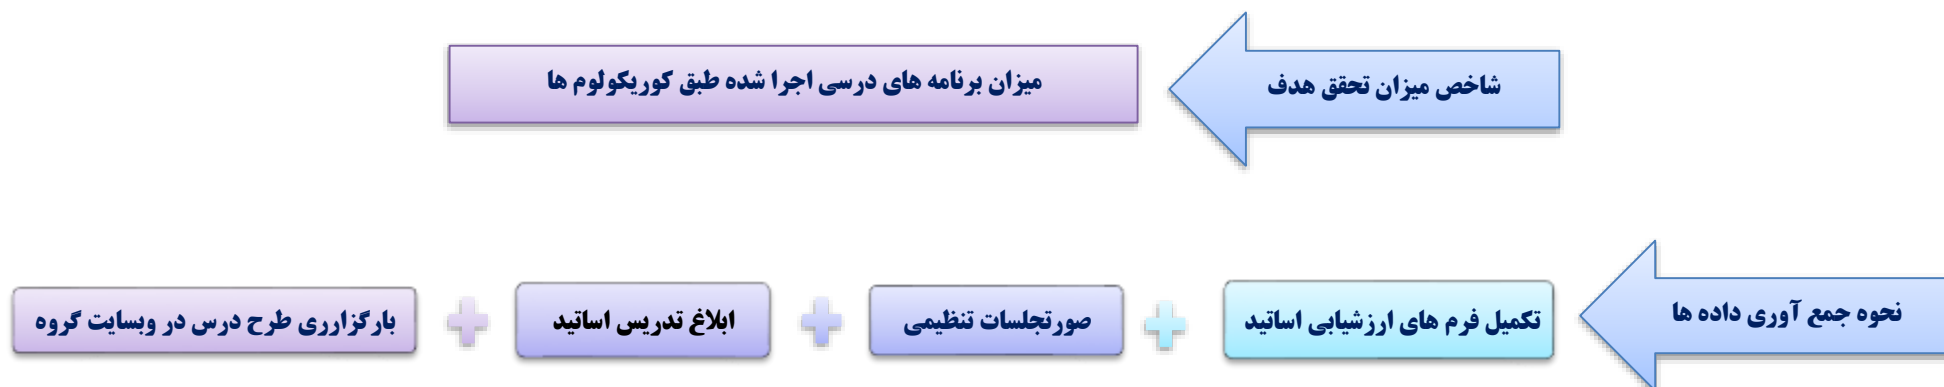 شاخص میزان تحقق هدف
میزان برنامه های درسی اجرا شده طبق کوریکولوم ها
نحوه جمع آوری داده ها
تکمیل فرم های ارزشیابی اساتید
صورتجلسات تنظیمی
ابلاغ تدریس اساتید
بارگزارری طرح درس در وبسایت گروه